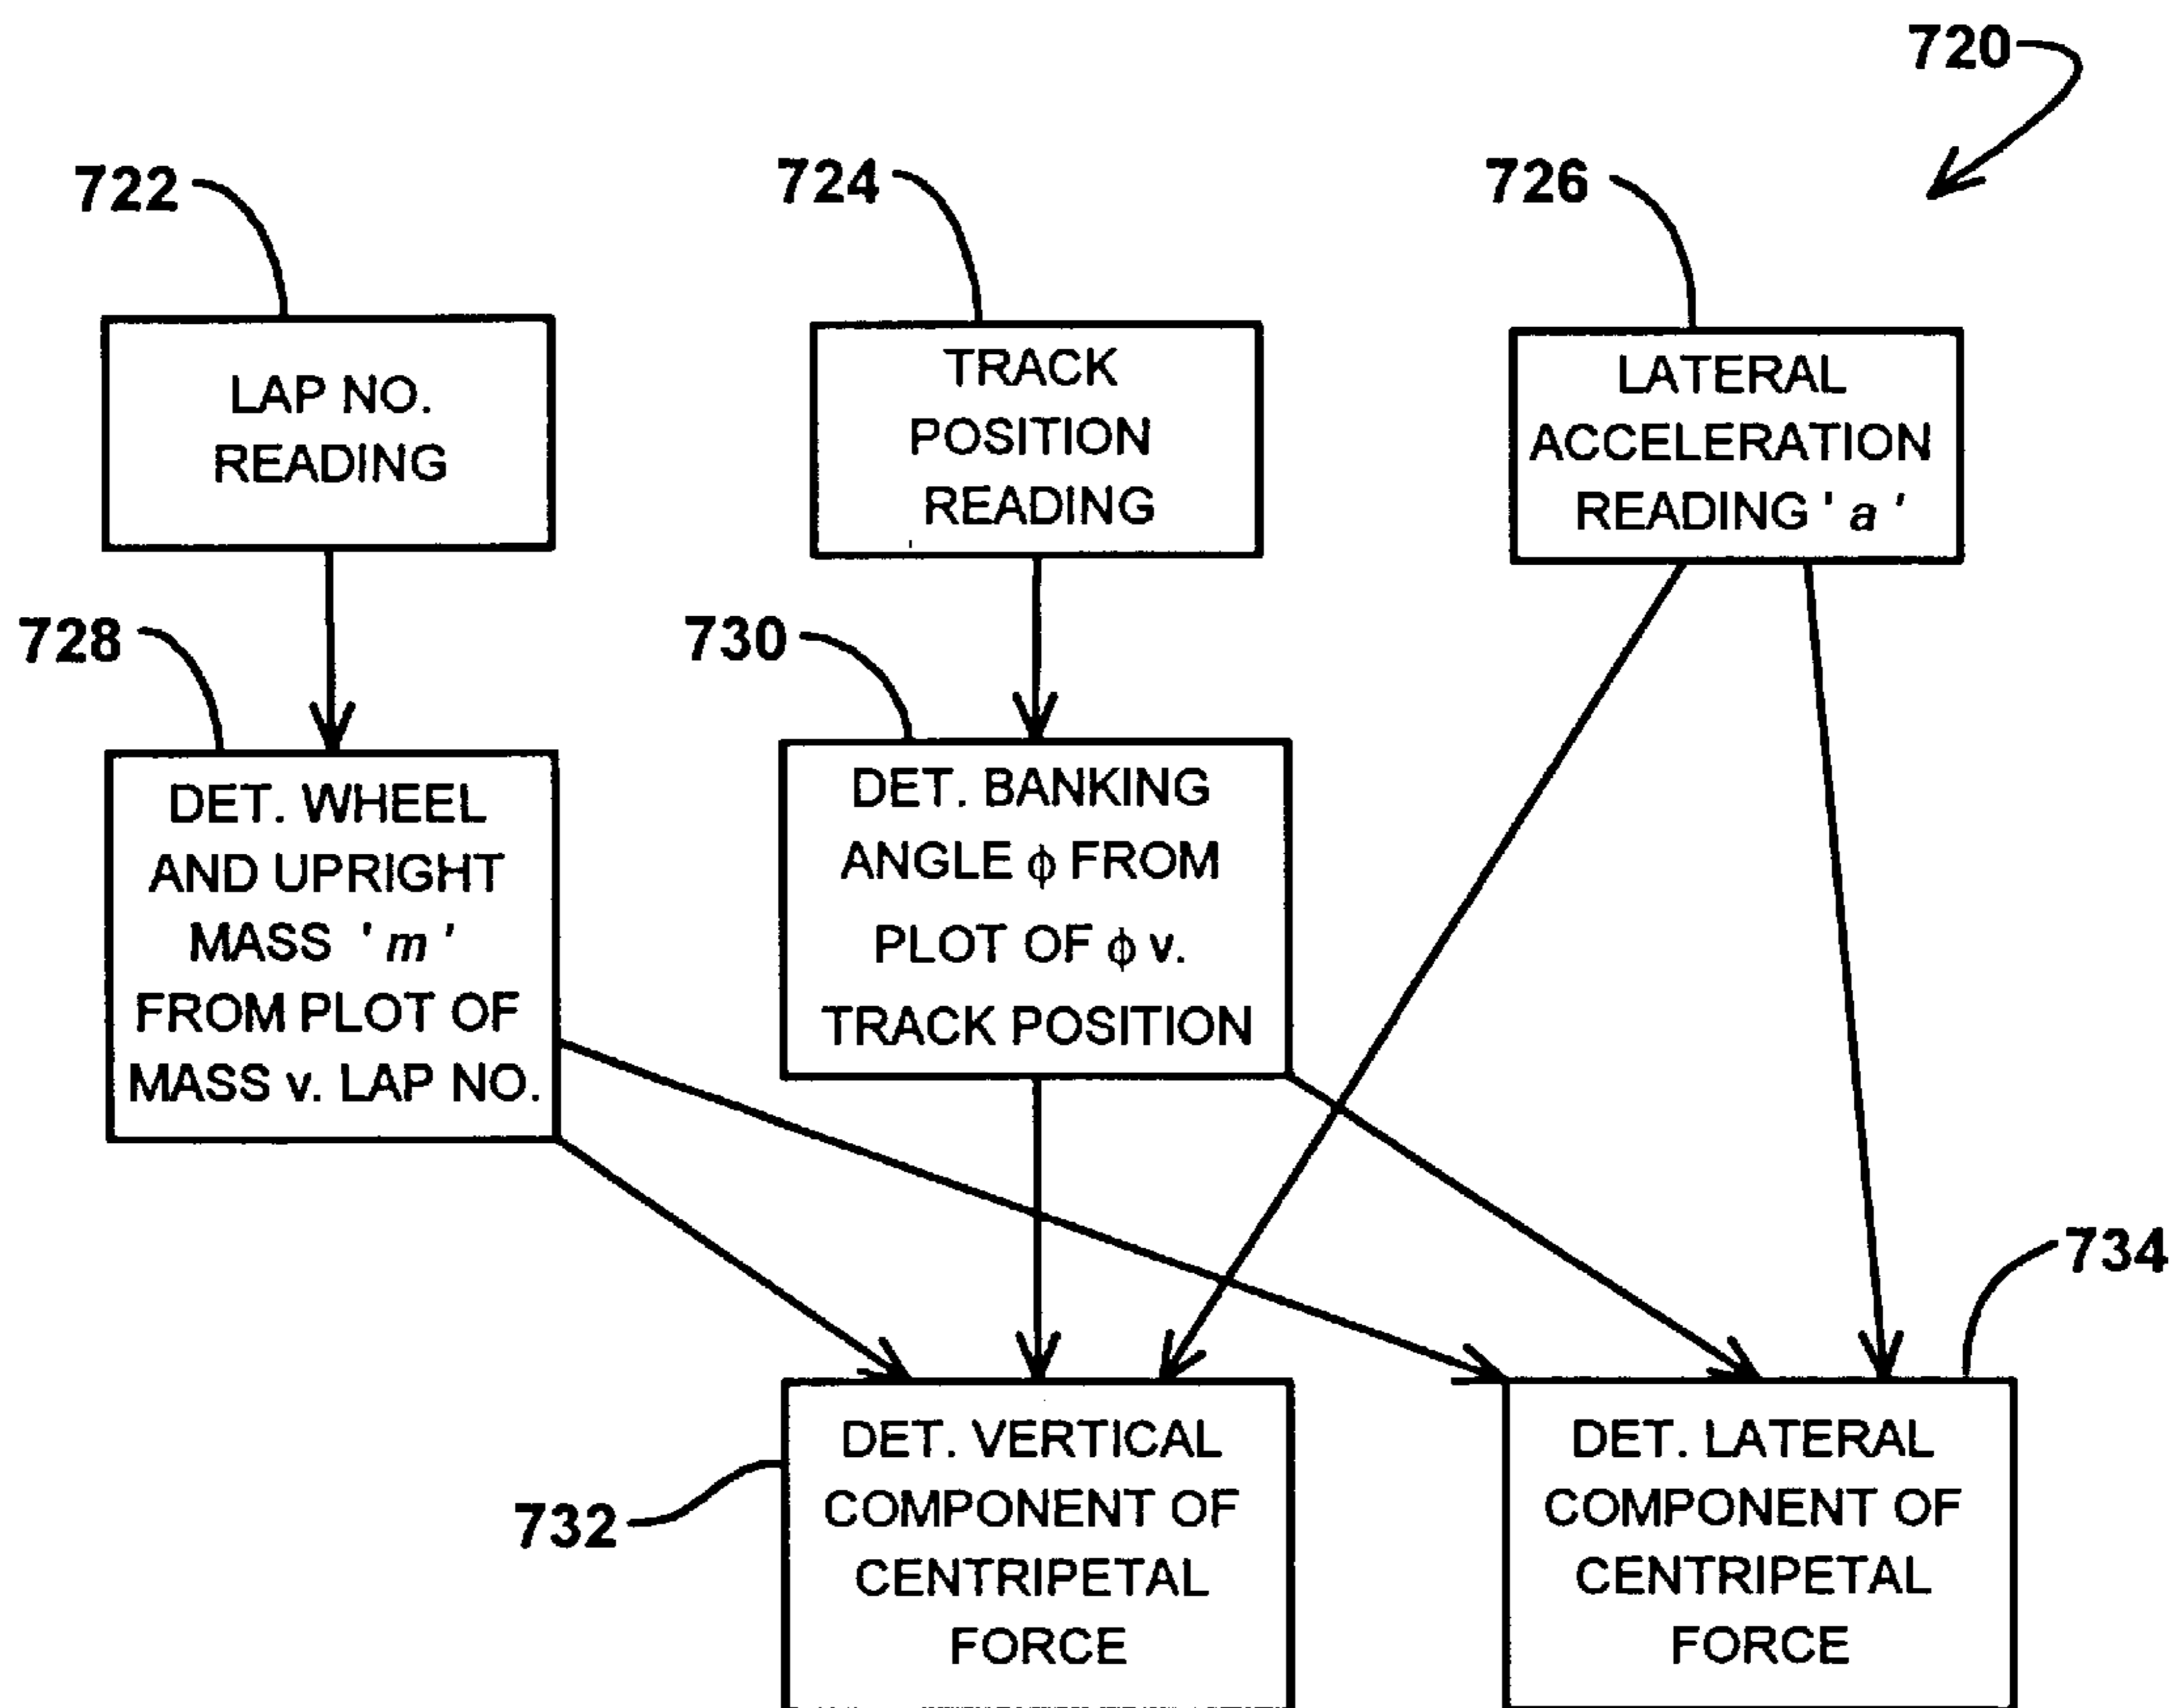 720
722
724
726
LAP NO.
READING
TRACK
POSITION
READING
LATERAL
ACCELERATION
READING ' a '
728
730
DET. WHEEL
AND UPRIGHT
MASS ' m '
FROM PLOT OF
MASS v. LAP NO.
DET. BANKING
ANGLE ϕ FROM
PLOT OF ϕ v.
TRACK POSITION
734
732
DET. VERTICAL
COMPONENT OF
CENTRIPETAL
FORCE
DET. LATERAL
COMPONENT OF
CENTRIPETAL
FORCE